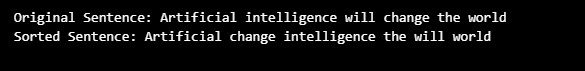 Original Sentence: Artificial intelligence will change the world
Sorted Sentence: Artificial change intelligence the will world